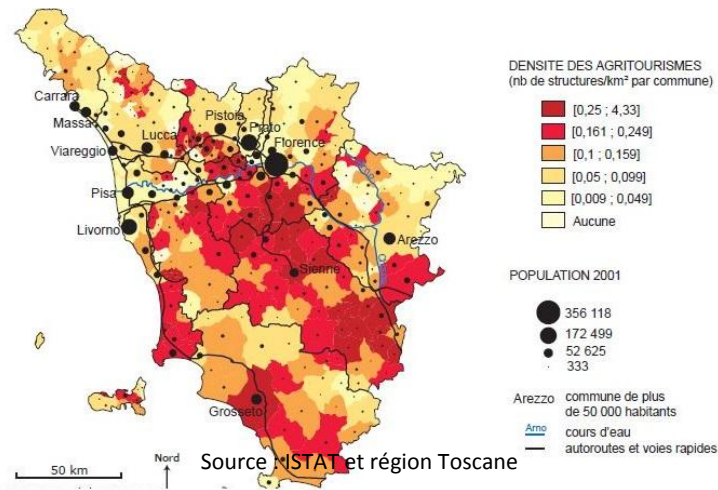 DENSITE DES AGRITOURISMES
(nb de structures/km² par commune)
[0,25 ; 4,33]
[0,161 ; 0,249]
[0,1 ; 0,159]
[0,05 ; 0,099]
[0,009 ; 0,049]
Aucune
POPULATION 2001
356 118
172 499
52 625
333
Arezzo commune de plus
de 50 000 habitants
Arno cours d'eau
autoroutes et voies rapides
Carrara
Massa
Viareggio
Lucca
Pistoia
Prato
Florence
Pisa
Livorno
Arno
Arezzo
Sienne
Grosseto
50 km
Nord
Source : ISTAT et région Toscane